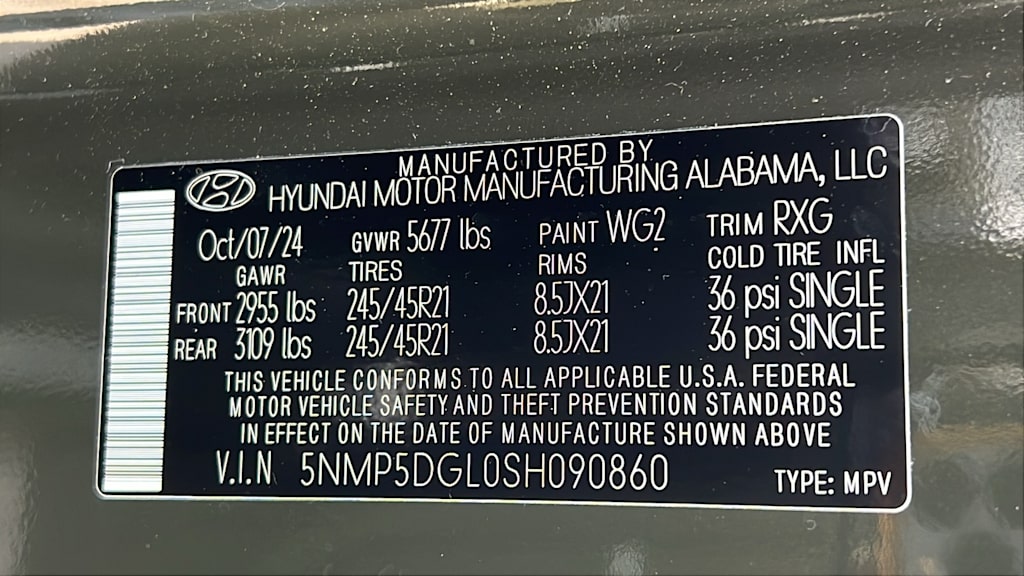 MANUFACTURED BY
HYUNDAI MOTOR MANUFACTURING ALABAMA, LLC
Oct/07/24 GVWR 5677 lbs PAINT WG2 TRIM RXG
GAWR TIRES RIMS COLD TIRE INFL
FRONT 2955 lbs 245/45R21 8.5JX21 36 psi SINGLE
REAR 3109 lbs 245/45R21 8.5JX21 36 psi SINGLE
THIS VEHICLE CONFORMS TO ALL APPLICABLE U.S.A. FEDERAL
MOTOR VEHICLE SAFETY AND THEFT PREVENTION STANDARDS
IN EFFECT ON THE DATE OF MANUFACTURE SHOWN ABOVE
V.I.N 5NMP5DGL0SH090860 TYPE: MPV